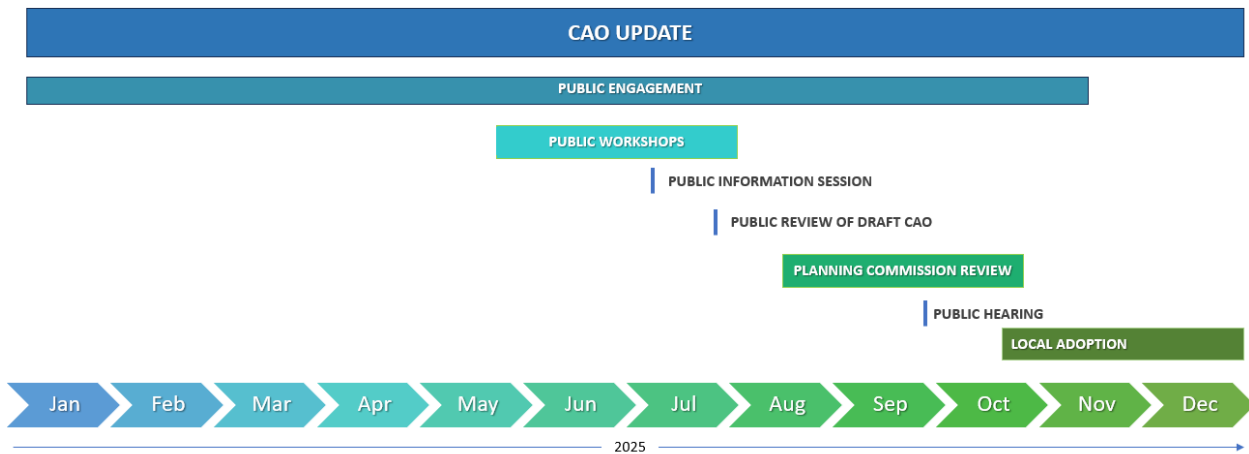 CAO UPDATE
PUBLIC ENGAGEMENT
PUBLIC WORKSHOPS
PUBLIC INFORMATION SESSION
PUBLIC REVIEW OF DRAFT CAO
PLANNING COMMISSION REVIEW
PUBLIC HEARING
LOCAL ADOPTION
Jan Feb Mar Apr May Jun Jul Aug Sep Oct Nov Dec
2025